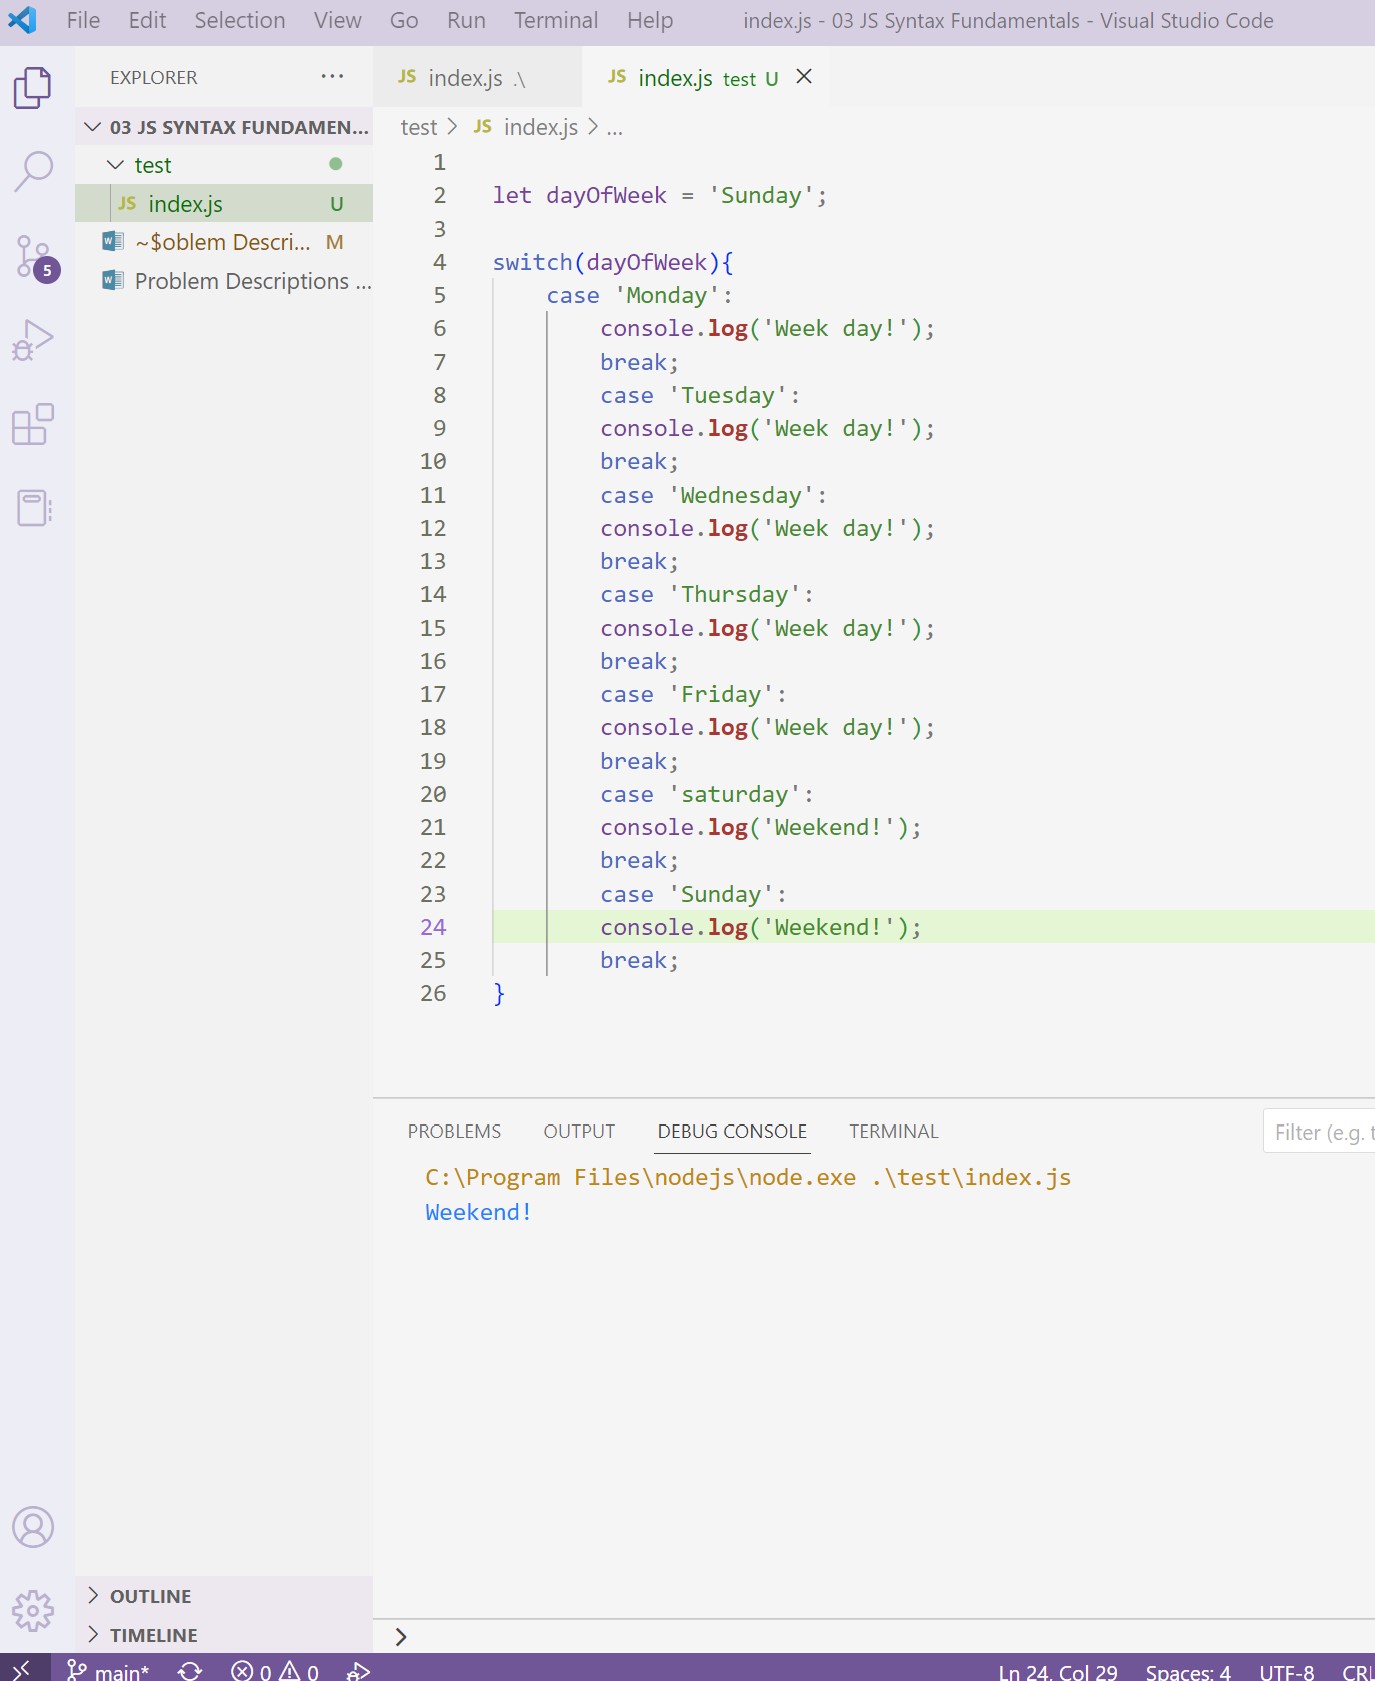 File Edit Selection View Go Run Terminal Help index.js - 03 JS Syntax Fundamentals - Visual Studio Code
EXPLORER ···
03 JS SYNTAX FUNDAMEN...
test
JS index.js U
~$oblem Descri... M
Problem Descriptions ...
5
JS index.js .\
JS index.js test U
test > JS index.js > ...
1
2 let dayOfWeek = 'Sunday';
3
4 switch(dayOfWeek){
5     case 'Monday':
6         console.log('Week day!');
7         break;
8         case 'Tuesday':
9         console.log('Week day!');
10         break;
11         case 'Wednesday':
12         console.log('Week day!');
13         break;
14         case 'Thursday':
15         console.log('Week day!');
16         break;
17         case 'Friday':
18         console.log('Week day!');
19         break;
20         case 'saturday':
21         console.log('Weekend!');
22         break;
23         case 'Sunday':
24         console.log('Weekend!');
25         break;
26 }
PROBLEMS OUTPUT DEBUG CONSOLE TERMINAL Filter (e.g. t
C:\Program Files\nodejs\node.exe .\test\index.js
Weekend!
OUTLINE
TIMELINE
main* 0 0 Ln 24, Col 29 Spaces: 4 UTF-8 CRL